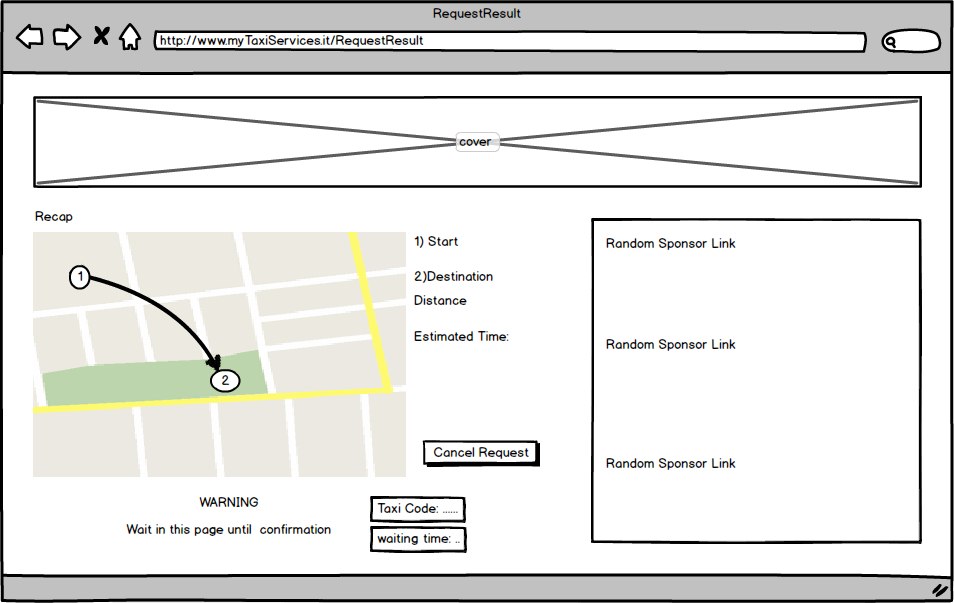 RequestResult
http://www.myTaxiServices.it/RequestResult
cover
Recap
1
2
1) Start
2)Destination
Distance
Estimated Time:
Cancel Request
WARNING
Wait in this page until confirmation
Taxi Code: ......
waiting time: ..
Random Sponsor Link
Random Sponsor Link
Random Sponsor Link